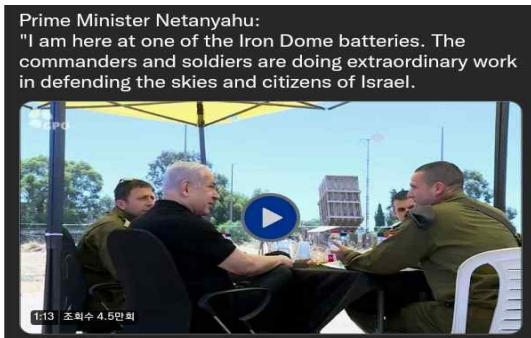 Prime Minister Netanyahu:
"I am here at one of the Iron Dome batteries. The
commanders and soldiers are doing extraordinary work
in defending the skies and citizens of Israel.
GPO
1:13 조회수 4.5만회